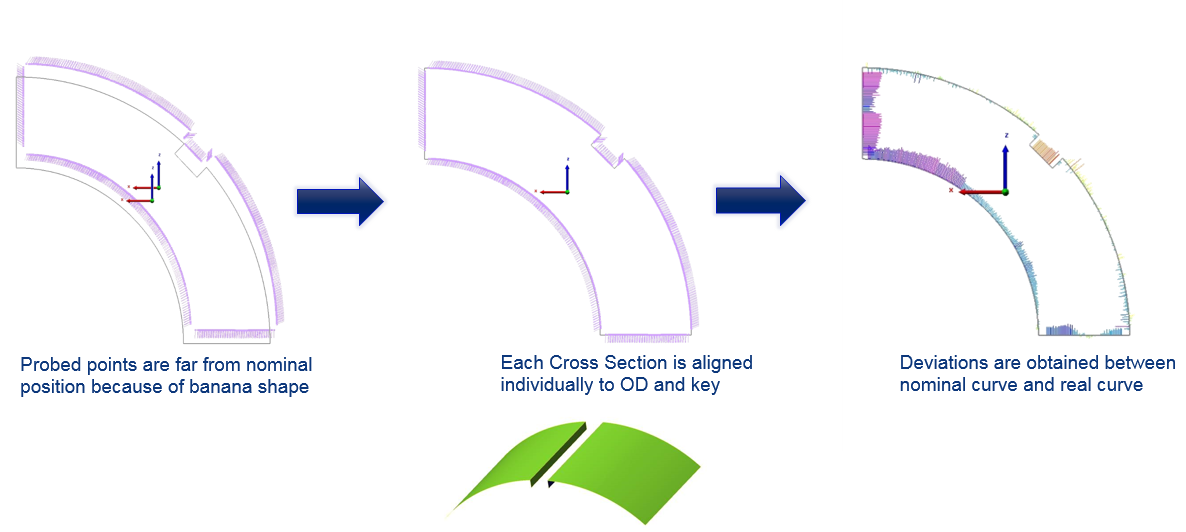 Probed points are far from nominal
position because of banana shape
Each Cross Section is aligned
individually to OD and key
Deviations are obtained between
nominal curve and real curve
z
x